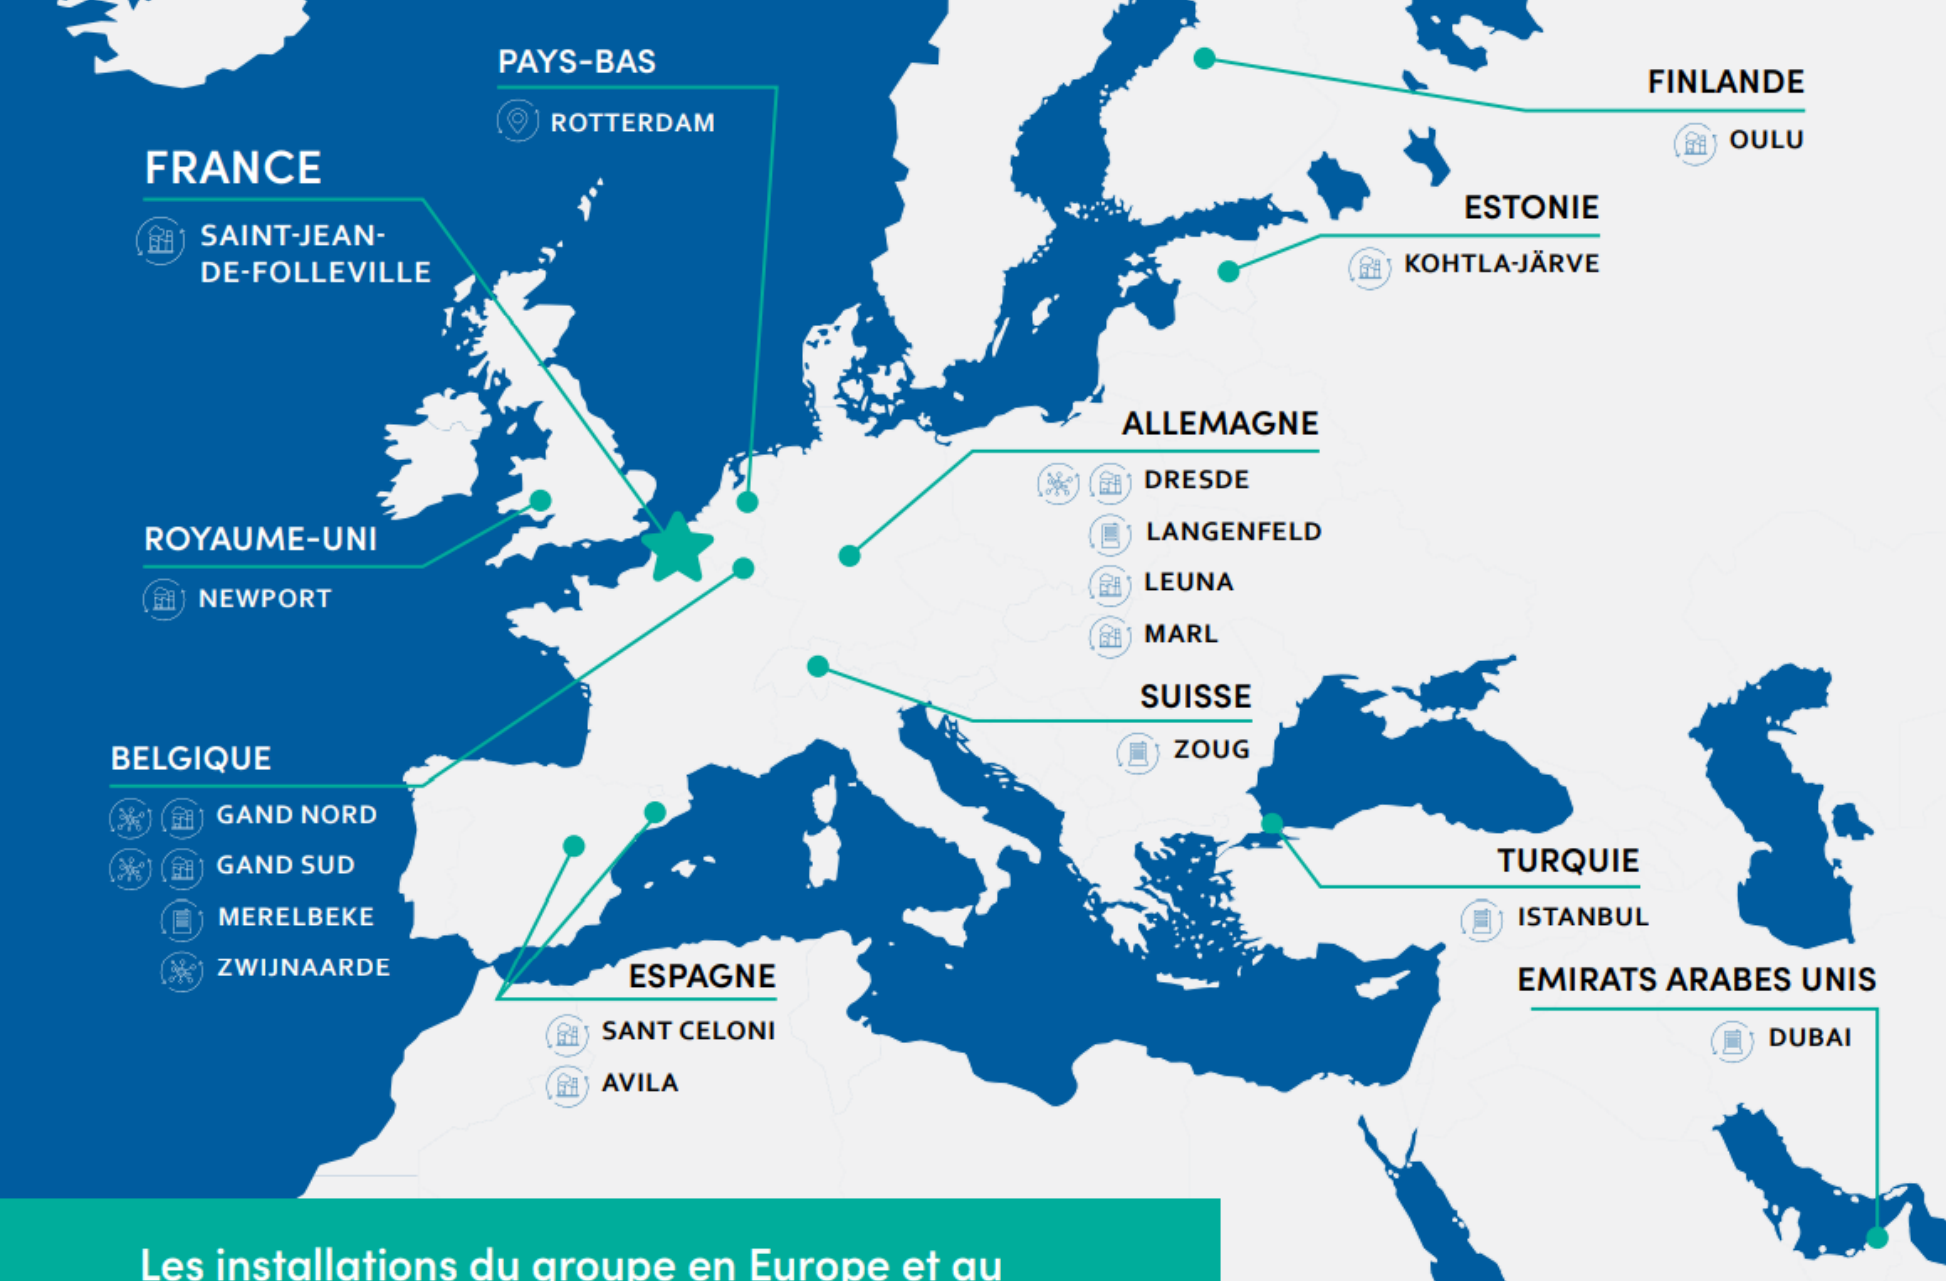 PAYS-BAS
ROTTERDAM
FINLANDE
OULU
FRANCE
SAINT-JEAN-
DE-FOLLEVILLE
ESTONIE
KOHTLA-JÄRVE
ALLEMAGNE
DRESDE
LANGENFELD
LEUNA
MARL
ROYAUME-UNI
NEWPORT
SUISSE
ZOUG
BELGIQUE
GAND NORD
GAND SUD
MERELBEKE
ZWIJNAARDE
TURQUIE
ISTANBUL
ESPAGNE
SANT CELONI
AVILA
EMIRATS ARABES UNIS
DUBAI
Les installations du groupe en Europe et au